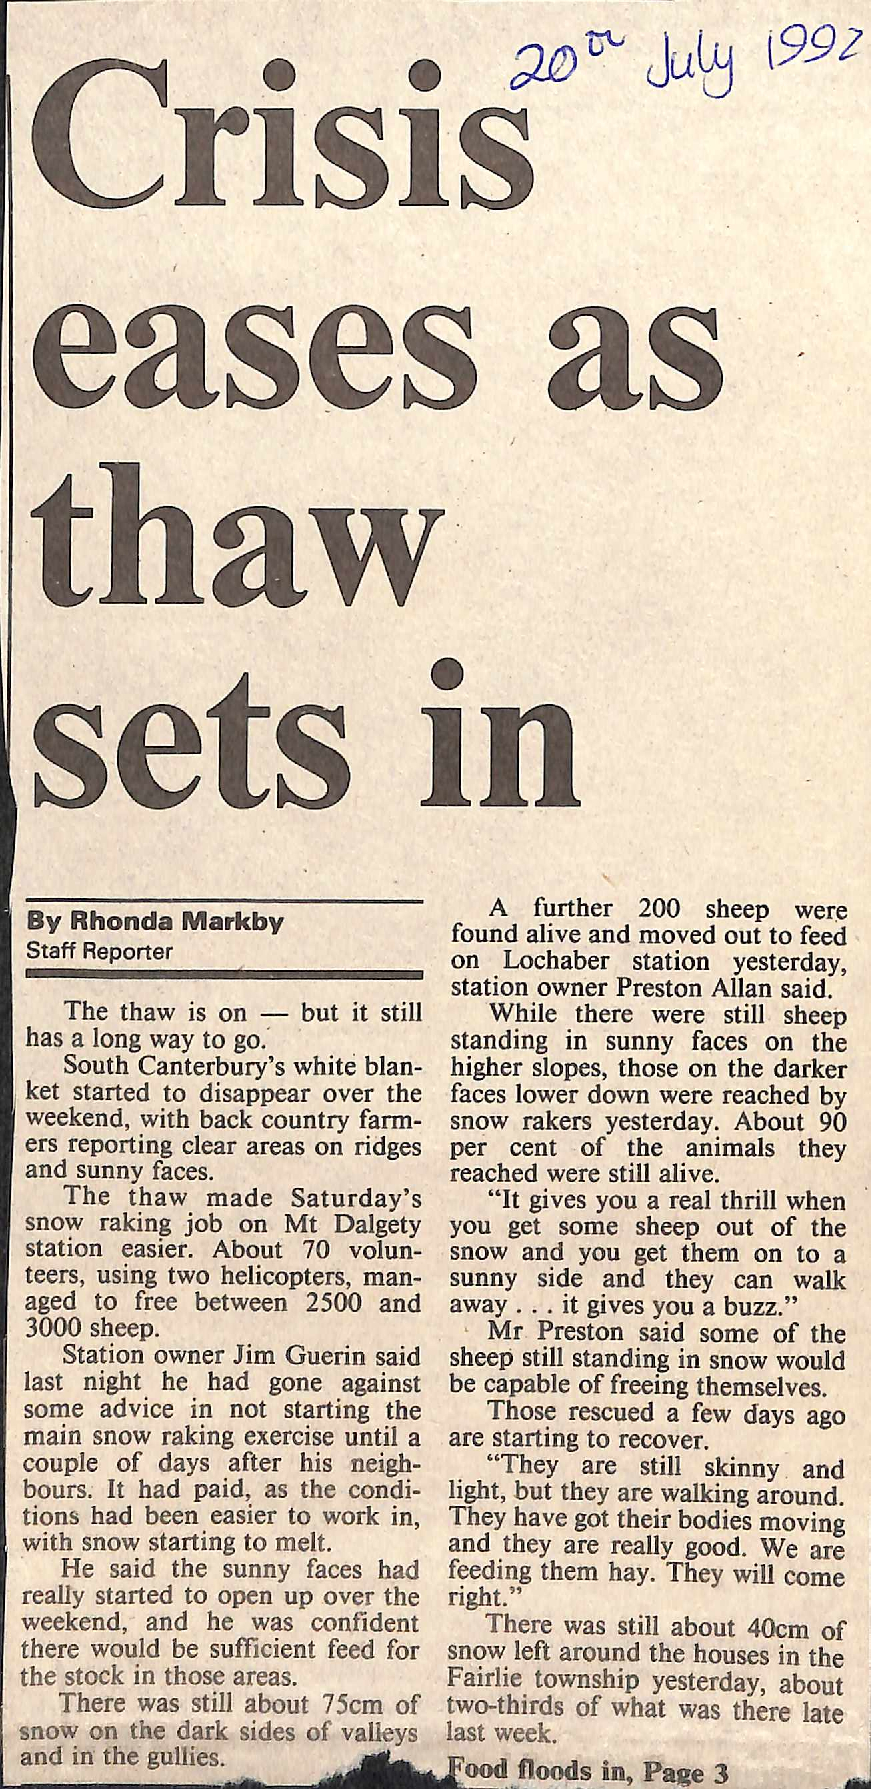 20th July 1992
Crisis
eases as
thaw
sets in
By Rhonda Markby
Staff Reporter
The thaw is on — but it still
has a long way to go.
South Canterbury's white blan-
ket started to disappear over the
weekend, with back country farm-
ers reporting clear areas on ridges
and sunny faces.
The thaw made Saturday's
snow raking job on Mt Dalgety
station easier. About 70 volun-
teers, using two helicopters, man-
aged to free between 2500 and
3000 sheep.
Station owner Jim Guerin said
last night he had gone against
some advice in not starting the
main snow raking exercise until a
couple of days after his neigh-
bours. It had paid, as the condi-
tions had been easier to work in,
with snow starting to melt.
He said the sunny faces had
really started to open up over the
weekend, and he was confident
there would be sufficient feed for
the stock in those areas.
There was still about 75cm of
snow on the dark sides of valleys
and in the gullies.
A further 200 sheep were
found alive and moved out to feed
on Lochaber station yesterday,
station owner Preston Allan said.
While there were still sheep
standing in sunny faces on the
higher slopes, those on the darker
faces lower down were reached by
snow rakers yesterday. About 90
per cent of the animals they
reached were still alive.
“It gives you a real thrill when
you get some sheep out of the
snow and you get them on to a
sunny side and they can walk
away . . . it gives you a buzz.”
Mr Preston said some of the
sheep still standing in snow would
be capable of freeing themselves.
Those rescued a few days ago
are starting to recover.
“They are still skinny and
light, but they are walking around.
They have got their bodies moving
and they are really good. We are
feeding them hay. They will come
right.”
There was still about 40cm of
snow left around the houses in the
Fairlie township yesterday, about
two-thirds of what was there late
last week.
Food floods in, Page 3